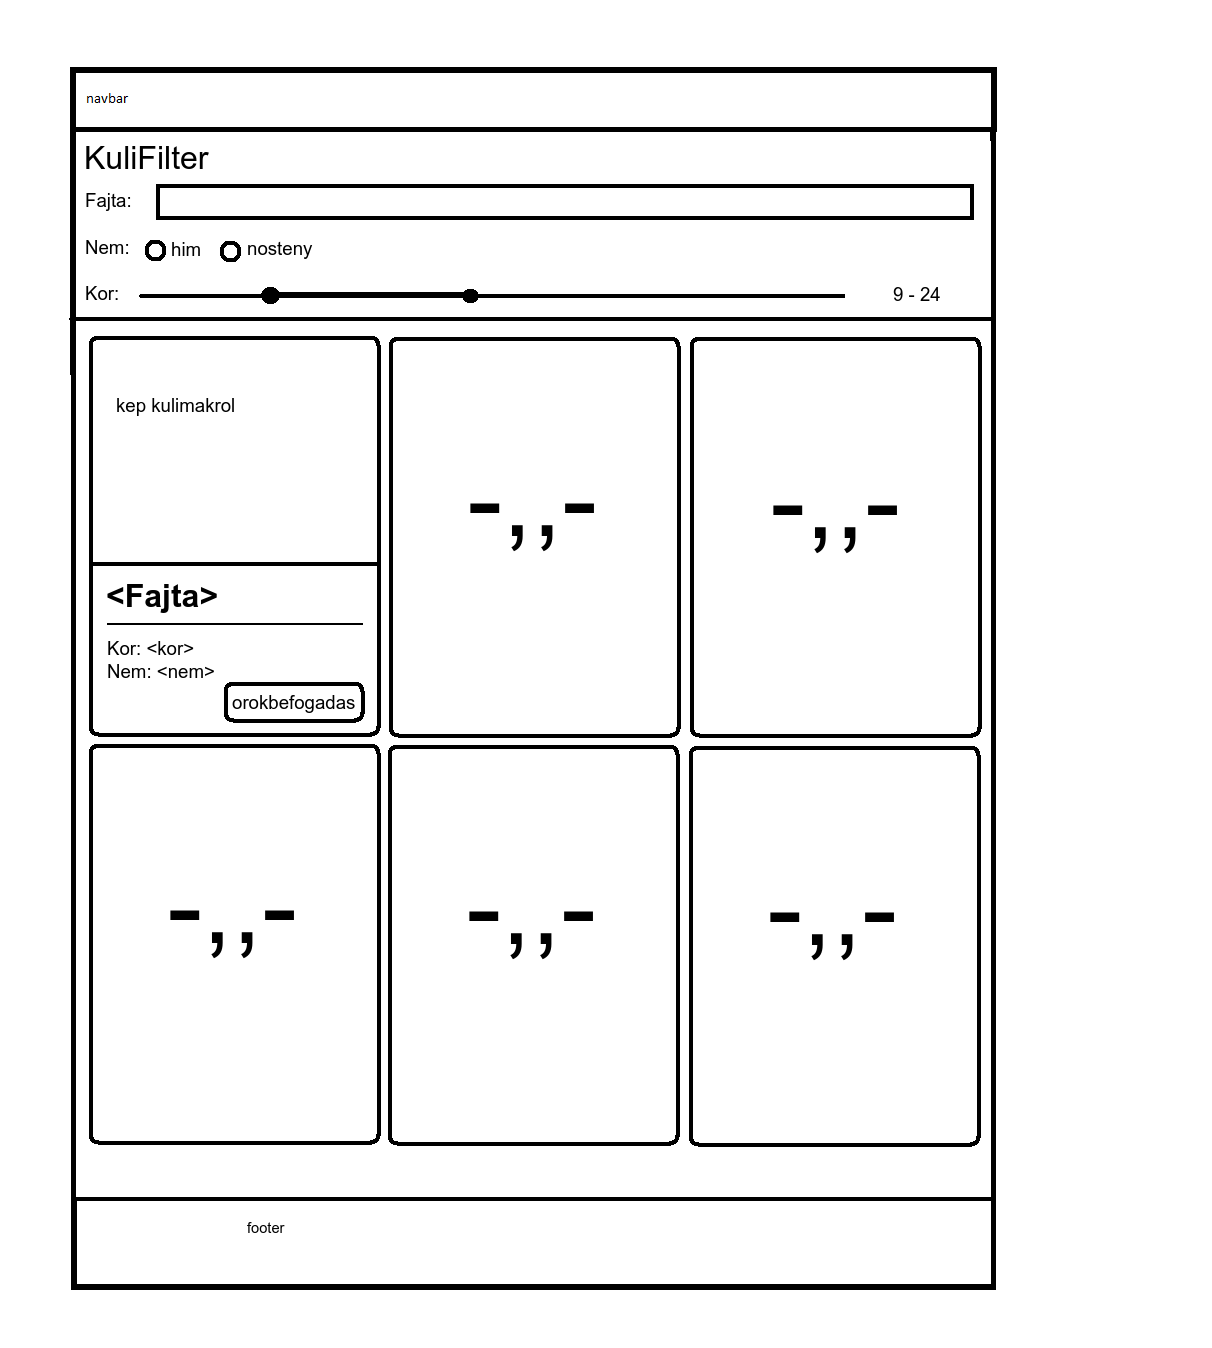 navbar
KuliFilter
Fajta:
Nem: him nosteny
Kor: 9 - 24
kep kulimakrol
<Fajta>
Kor: <kor>
Nem: <nem>
orokbefogadas
-,,-
-,,-
-,,-
-,,-
-,,-
footer